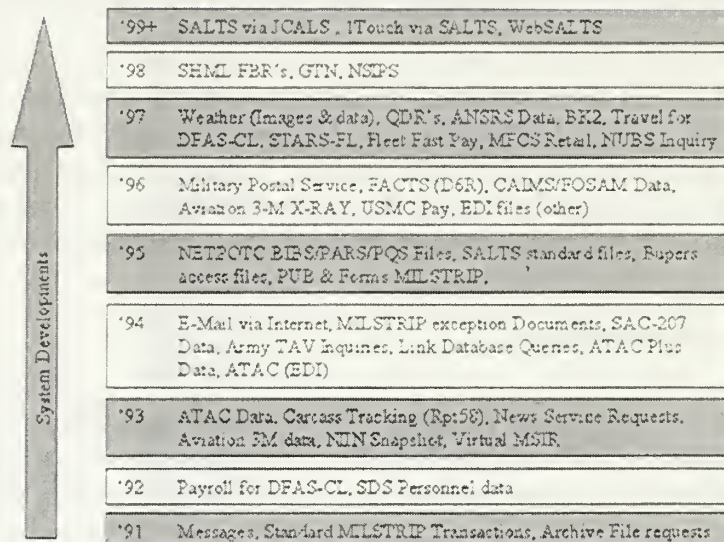 '99+ SALTS via JCALS , ITouch via SALTS, WebSALTS
'98 SHML FBR's, GTN, NSIPS
'97 Weather (Images & data), QDR's, ANSRS Data, BK2, Travel for
DFAS-CL, STARS-FL, Fleet Fast Pay, MFCS Retail, NUBS Inquiry
'96 Military Postal Service, FACTS (D6R), CAIMS/FOSAM Data,
Aviation 3-M X-RAY, USMC Pay, EDI files (other)
'95 NETPDTC BIBS/PARS/PQS Files, SALTS standard files, Bupers
access files, PUB & Forms MILSTRIP,
'94 E-Mail via Internet, MILSTRIP exception Documents, SAC-207
Data, Army TAV Inquiries, Link Database Queries, ATAC Plus
Data, ATAC (EDI)
'93 ATAC Data, Carcass Tracking (Rpt58), News Service Requests,
Aviation 3M data, NIIN Snapshot, Virtual MSIR
'92 Payroll for DFAS-CL, SDS Personnel data
'91 Messages, Standard MILSTRIP Transactions, Archive File requests
System Developments